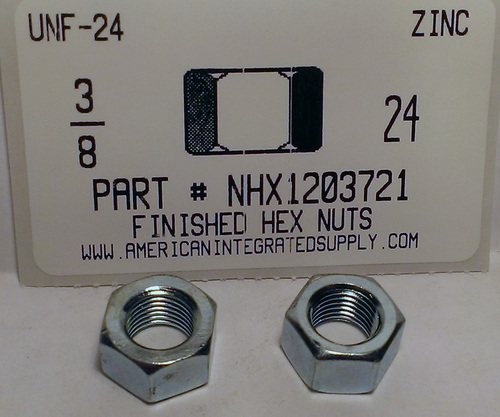 UNF-24 ZINC
3
8
24
PART # NHX1203721
FINISHED HEX NUTS
WWW.AMERICANINTEGRATEDSUPPLY.COM